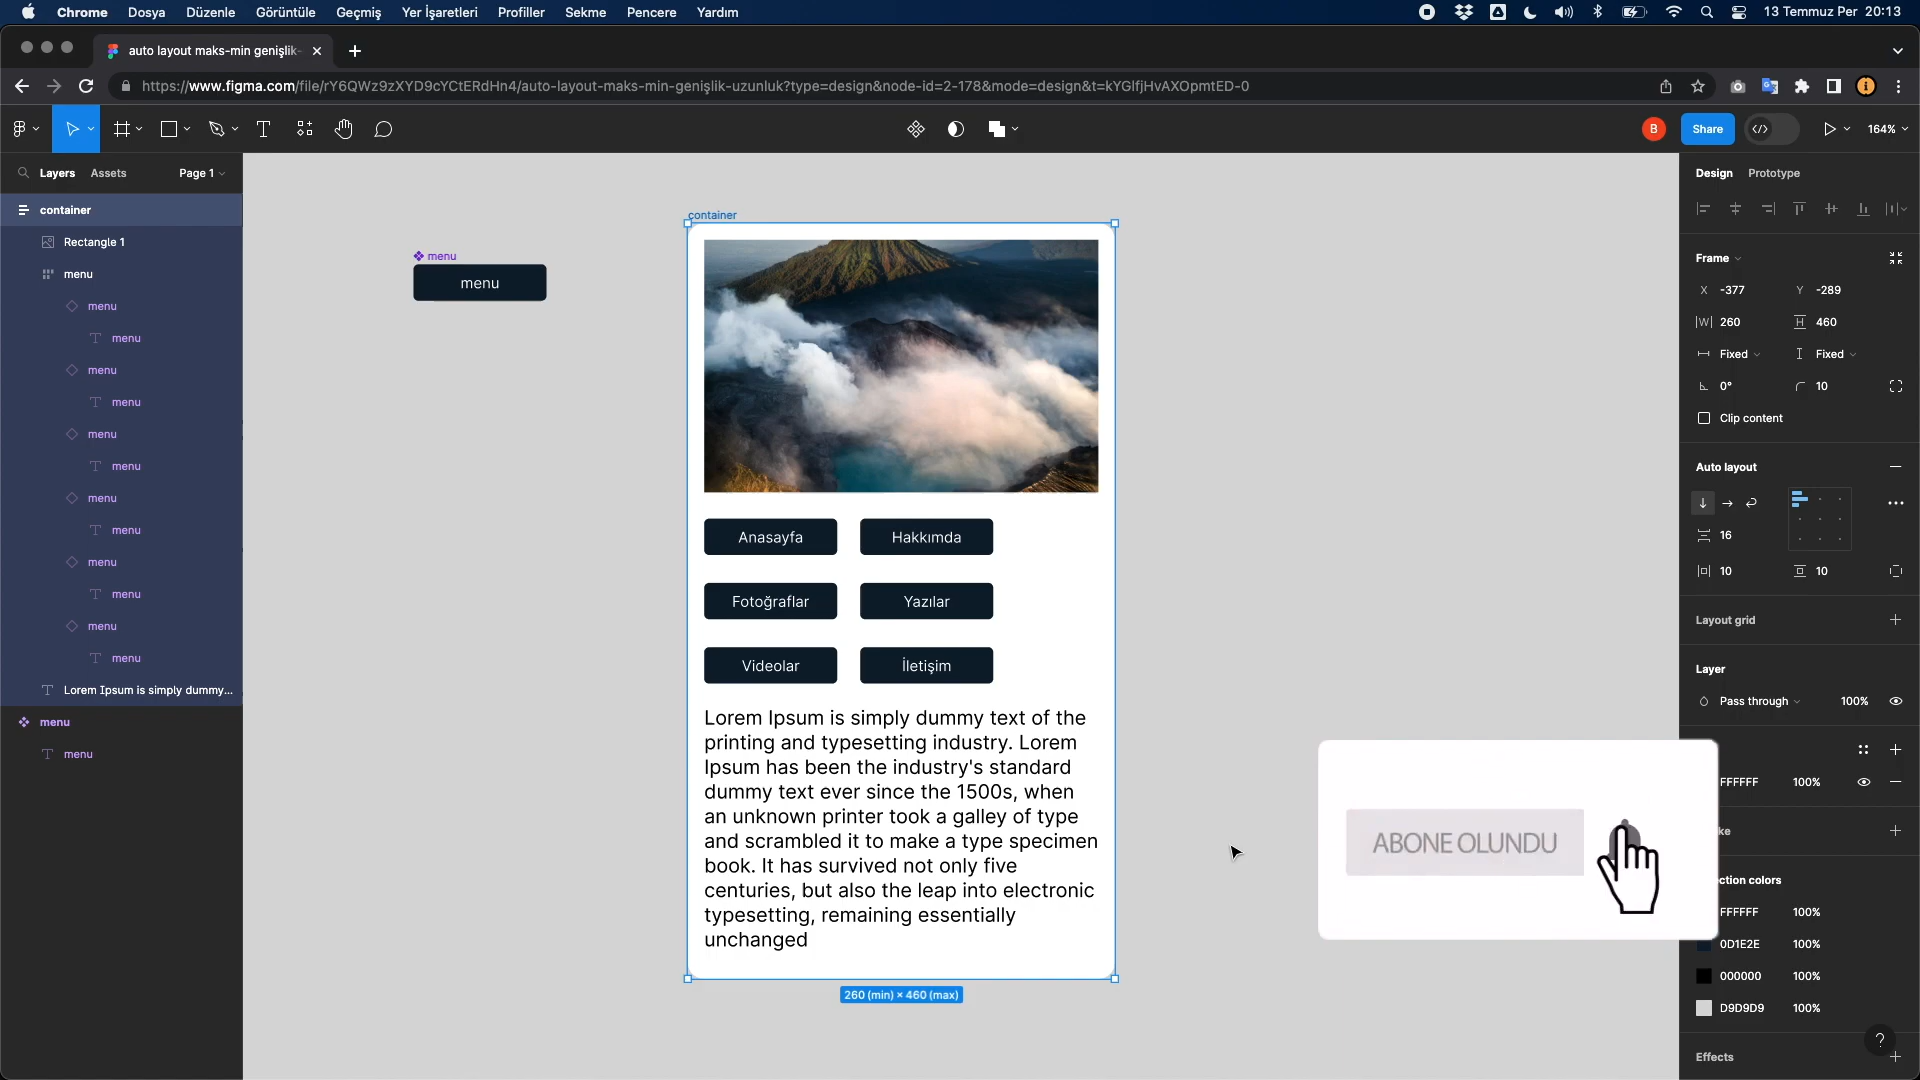 Chrome Dosya Düzenle Görüntüle Geçmiş Yer İşaretleri Profiller Sekme Pencere Yardım 13 Temmuz Per 20:13
auto layout maks-min genişlik-
https://www.figma.com/file/rY6QWz9zXYD9cYCtERdHn4/auto-layout-maks-min-genişlik-uzunluk?type=design&node-id=2-178&mode=design&t=kYGlfjHvAXOpmtED-0
B Share 164%
Layers Assets Page 1
container
Rectangle 1
menu
menu
menu
menu
menu
menu
menu
menu
menu
menu
menu
menu
menu
Lorem Ipsum is simply dummy...
menu
menu
menu
menu
container
Anasayfa Hakkımda
Fotoğraflar Yazılar
Videolar İletişim
Lorem Ipsum is simply dummy text of the
printing and typesetting industry. Lorem
Ipsum has been the industry's standard
dummy text ever since the 1500s, when
an unknown printer took a galley of type
and scrambled it to make a type specimen
book. It has survived not only five
centuries, but also the leap into electronic
typesetting, remaining essentially
unchanged
260 (min) × 460 (max)
ABONE OLUNDU
Design Prototype
Frame
X -377 Y -289
W 260 H 460
Fixed Fixed
0° 10
Clip content
Auto layout
16
10 10
Layout grid
Layer
Pass through 100%
FFFFFF 100%
ke
ction colors
FFFFFF 100%
0D1E2E 100%
000000 100%
D9D9D9 100%
Effects
?